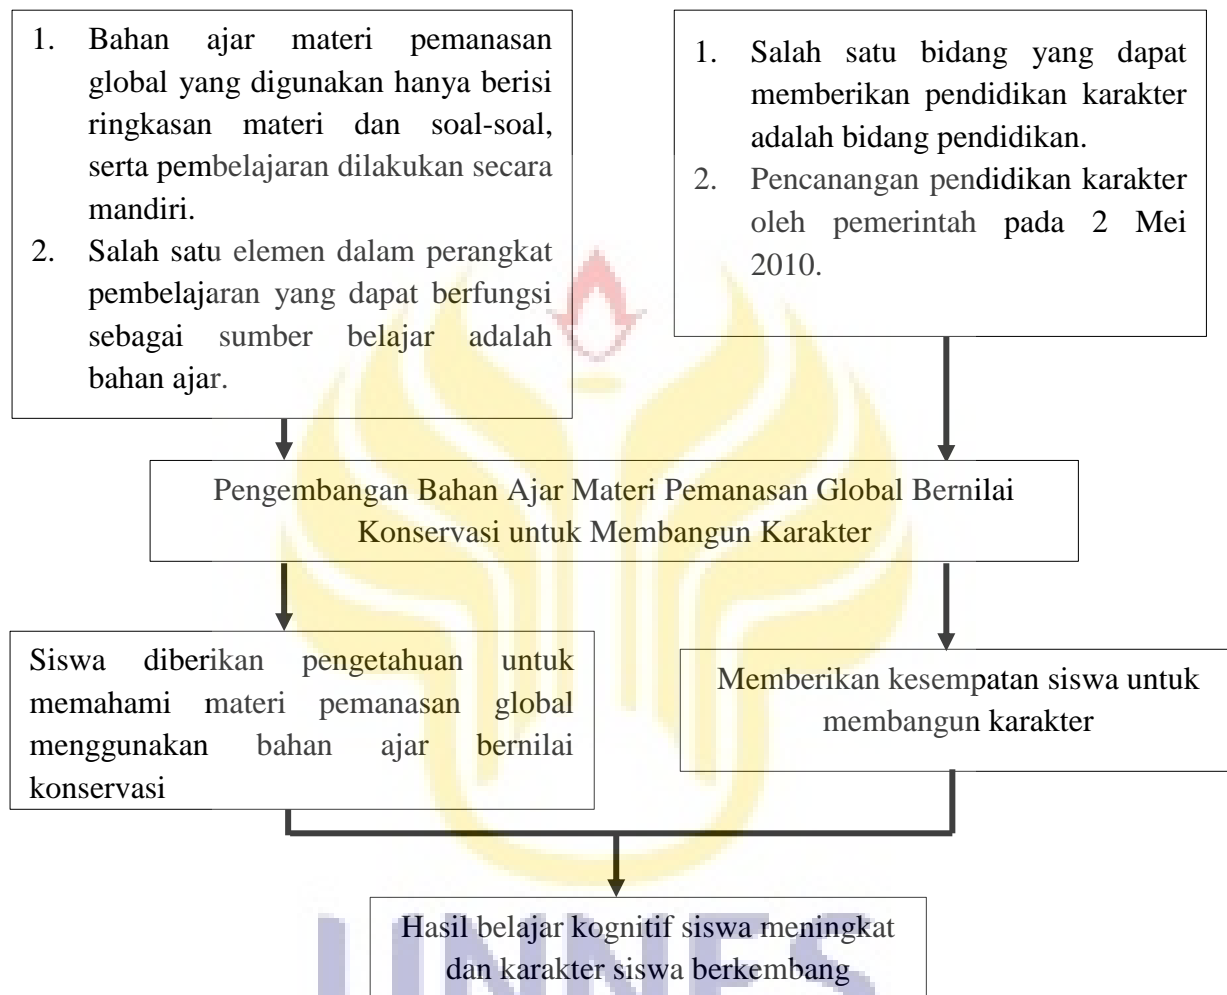 1. Bahan ajar materi pemanasan
global yang digunakan hanya berisi
ringkasan materi dan soal-soal,
serta pembelajaran dilakukan secara
mandiri.
2. Salah satu elemen dalam perangkat
pembelajaran yang dapat berfungsi
sebagai sumber belajar adalah
bahan ajar.
1. Salah satu bidang yang dapat
memberikan pendidikan karakter
adalah bidang pendidikan.
2. Pencanangan pendidikan karakter
oleh pemerintah pada 2 Mei
2010.
Pengembangan Bahan Ajar Materi Pemanasan Global Bernilai
Konservasi untuk Membangun Karakter
Siswa diberikan pengetahuan untuk
memahami materi pemanasan global
menggunakan bahan ajar bernilai
konservasi
Memberikan kesempatan siswa untuk
membangun karakter
Hasil belajar kognitif siswa meningkat
dan karakter siswa berkembang
UNNES